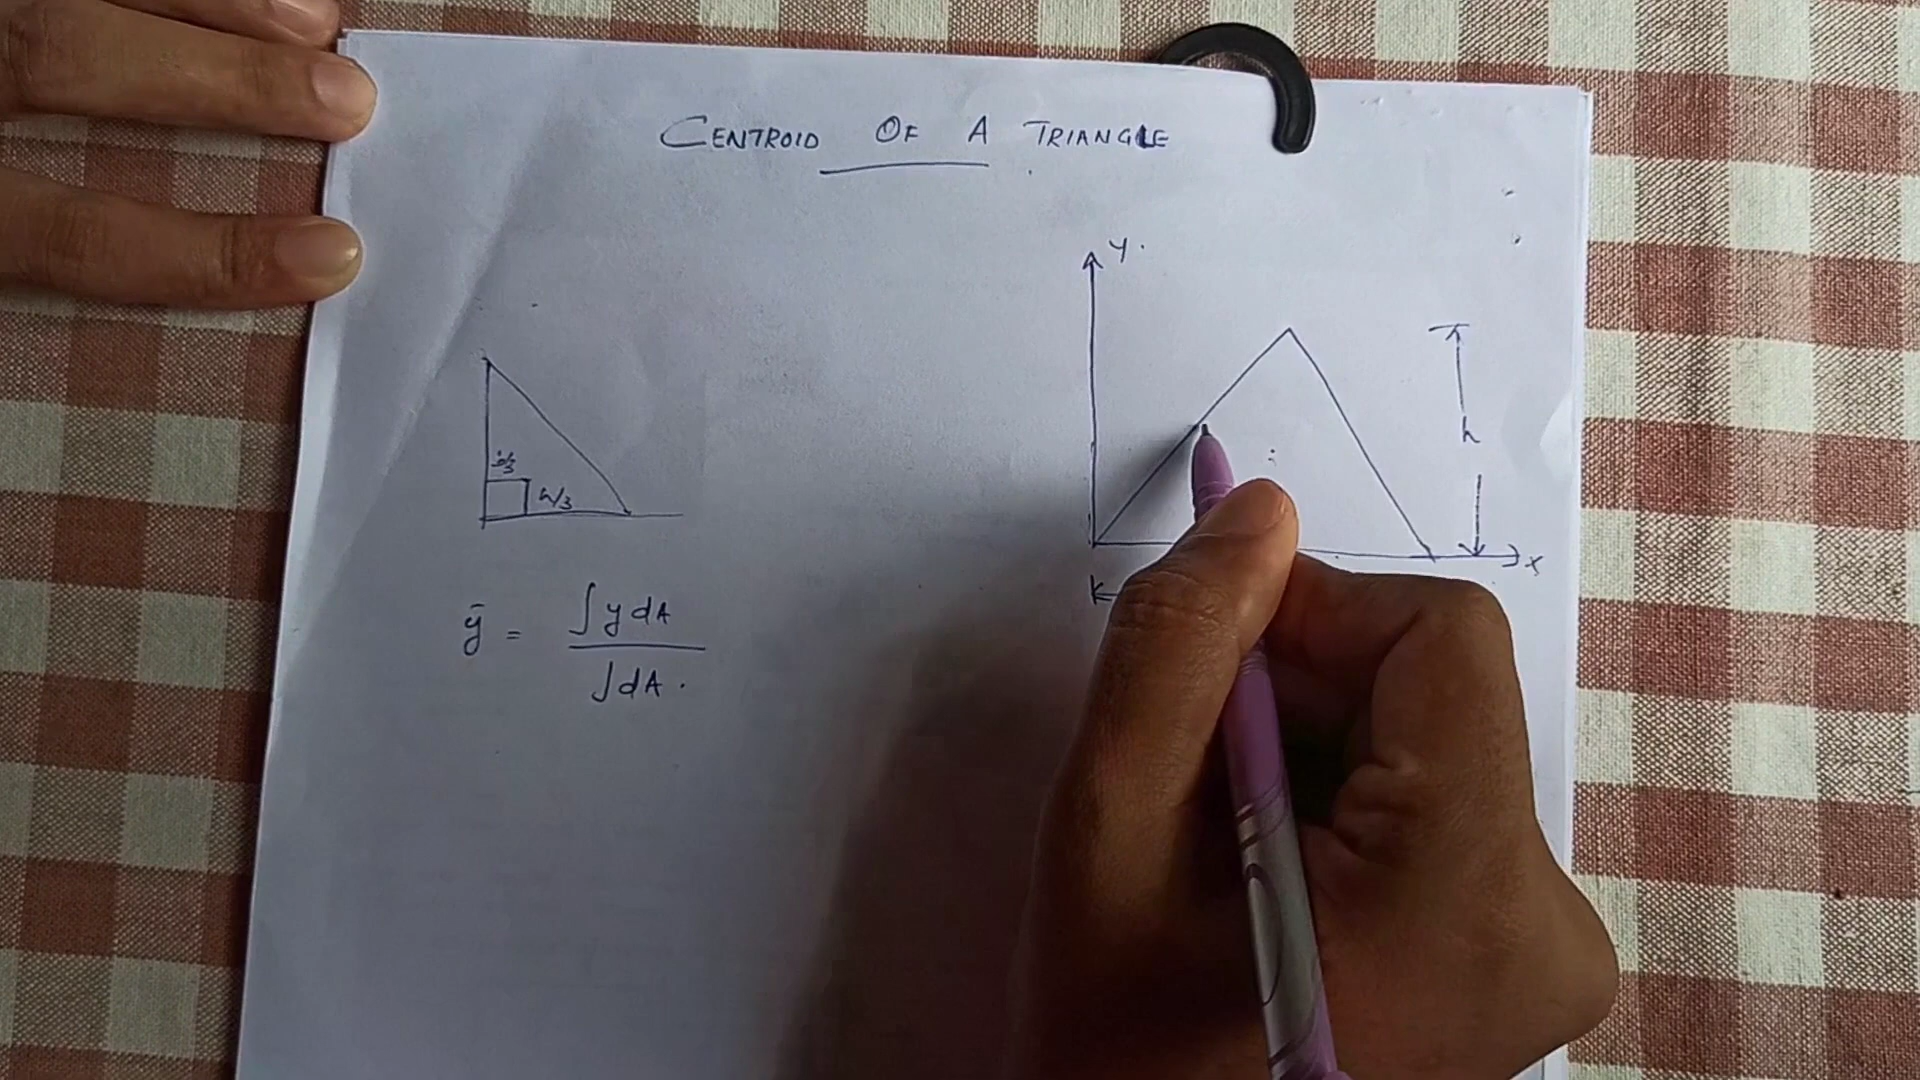 CENTROID OF A TRIANGLE
y
b/3
h/3
h
x
ȳ = ∫y dA
∫dA.